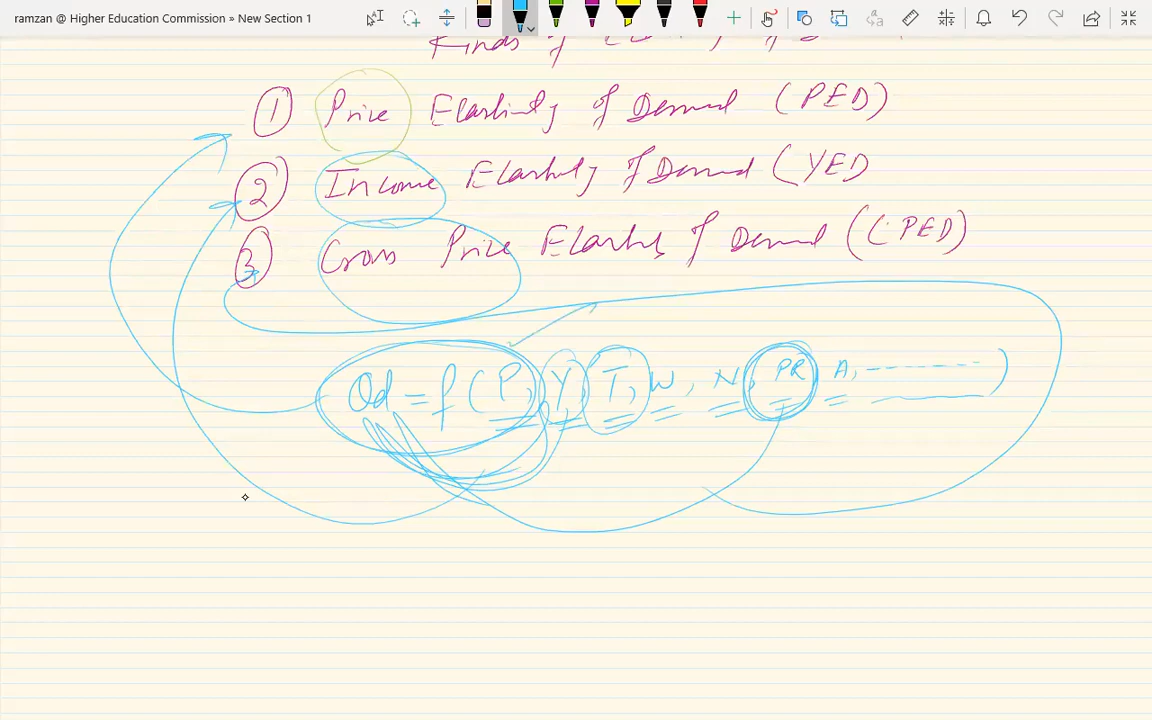 ramzan @ Higher Education Commission » New Section 1
Kinds of
1 Price Elasticity of Demand (PED)
2 Income Elasticity of Demand (YED
3 Cross Price Elasticity of Demand (C.PED)
Qd = f (P, Y, T, W, N, PR A, ---------- )